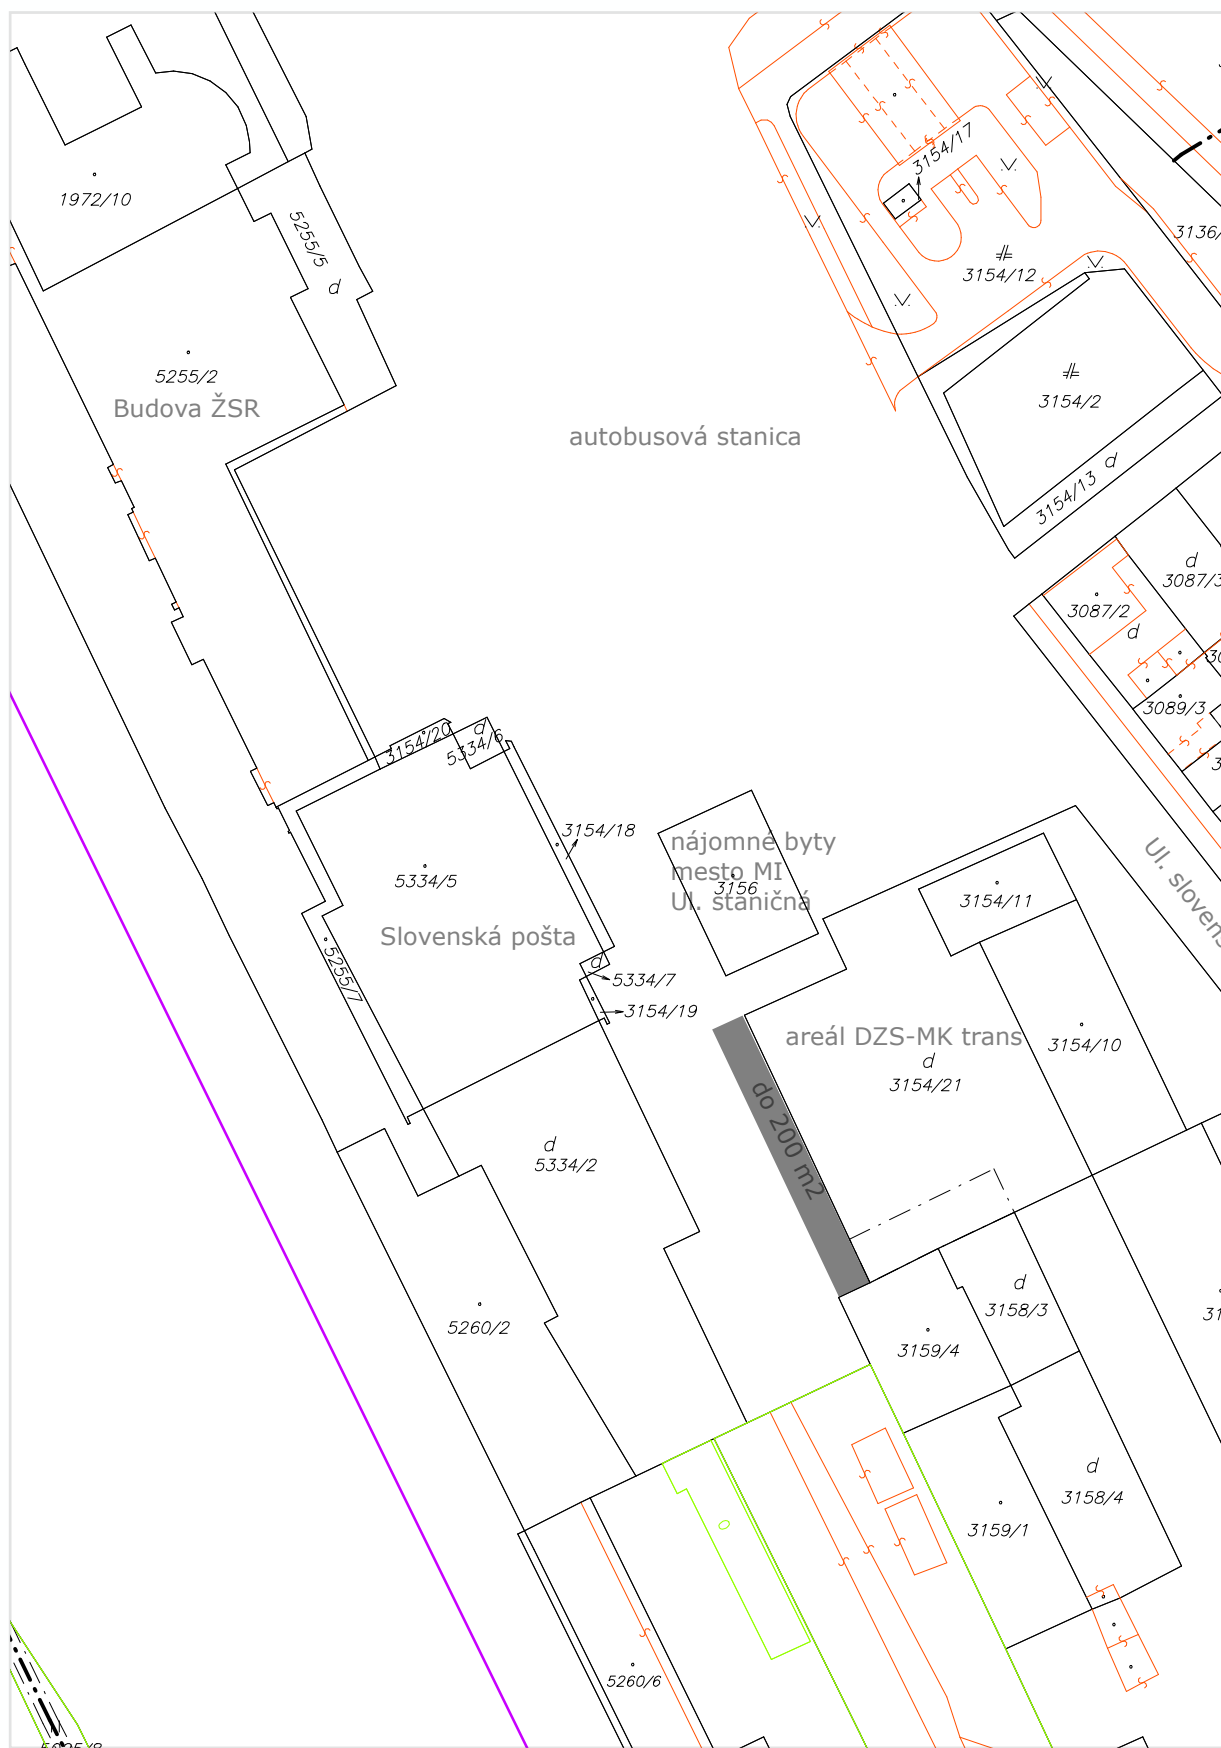 1972/10
5255/5
d
5255/2
Budova ŽSR
autobusová stanica
3154/17
3154/12
3136/
3154/2
3154/13 d
d
3087/3
3087/2
d
3089/3
3154/20
d
5334/6
3154/18
5334/5
Slovenská pošta
5255/7
nájomné byty
mesto MI
3156
Ul. staničná
d
5334/7
3154/19
3154/11
Ul. slovens
areál DZS-MK trans
d
3154/21
3154/10
do 200 m2
d
5334/2
5260/2
d
3158/3
3159/4
d
3158/4
3159/1
5260/6